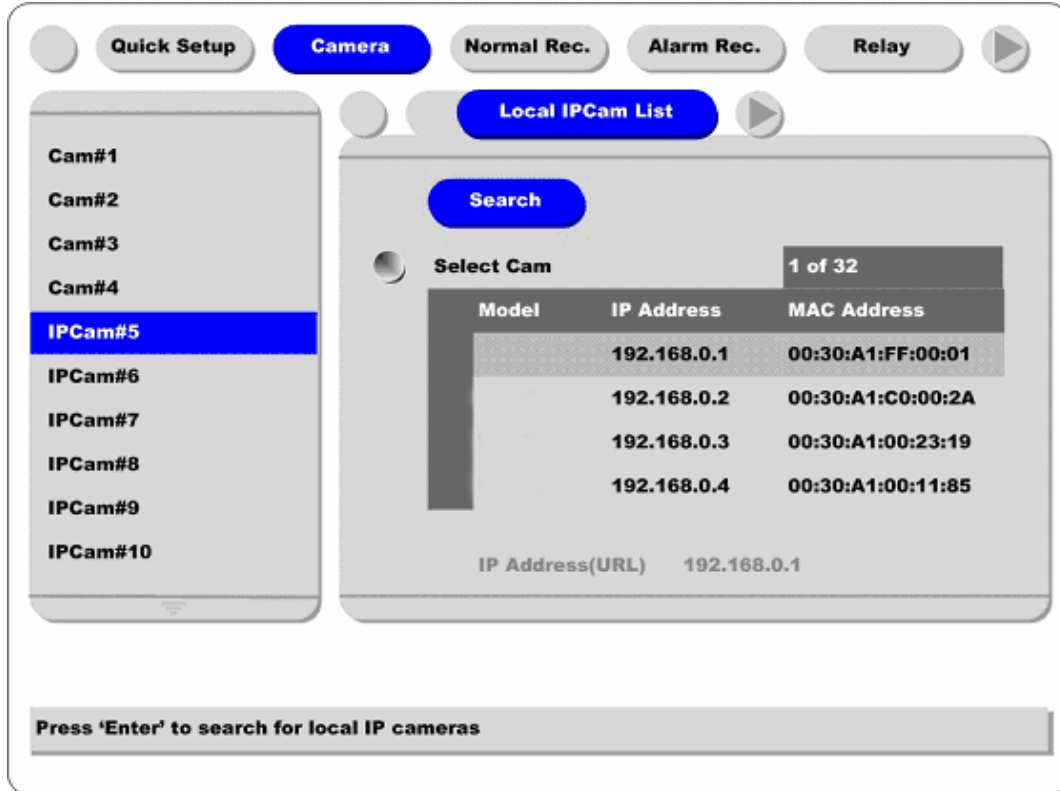 Quick Setup Camera Normal Rec. Alarm Rec. Relay
Local IPCam List
Cam#1
Cam#2
Cam#3
Cam#4
IPCam#5
IPCam#6
IPCam#7
IPCam#8
IPCam#9
IPCam#10
Search
Select Cam 1 of 32
Model IP Address MAC Address
192.168.0.1 00:30:A1:FF:00:01
192.168.0.2 00:30:A1:C0:00:2A
192.168.0.3 00:30:A1:00:23:19
192.168.0.4 00:30:A1:00:11:85
IP Address(URL) 192.168.0.1
Press ‘Enter’ to search for local IP cameras